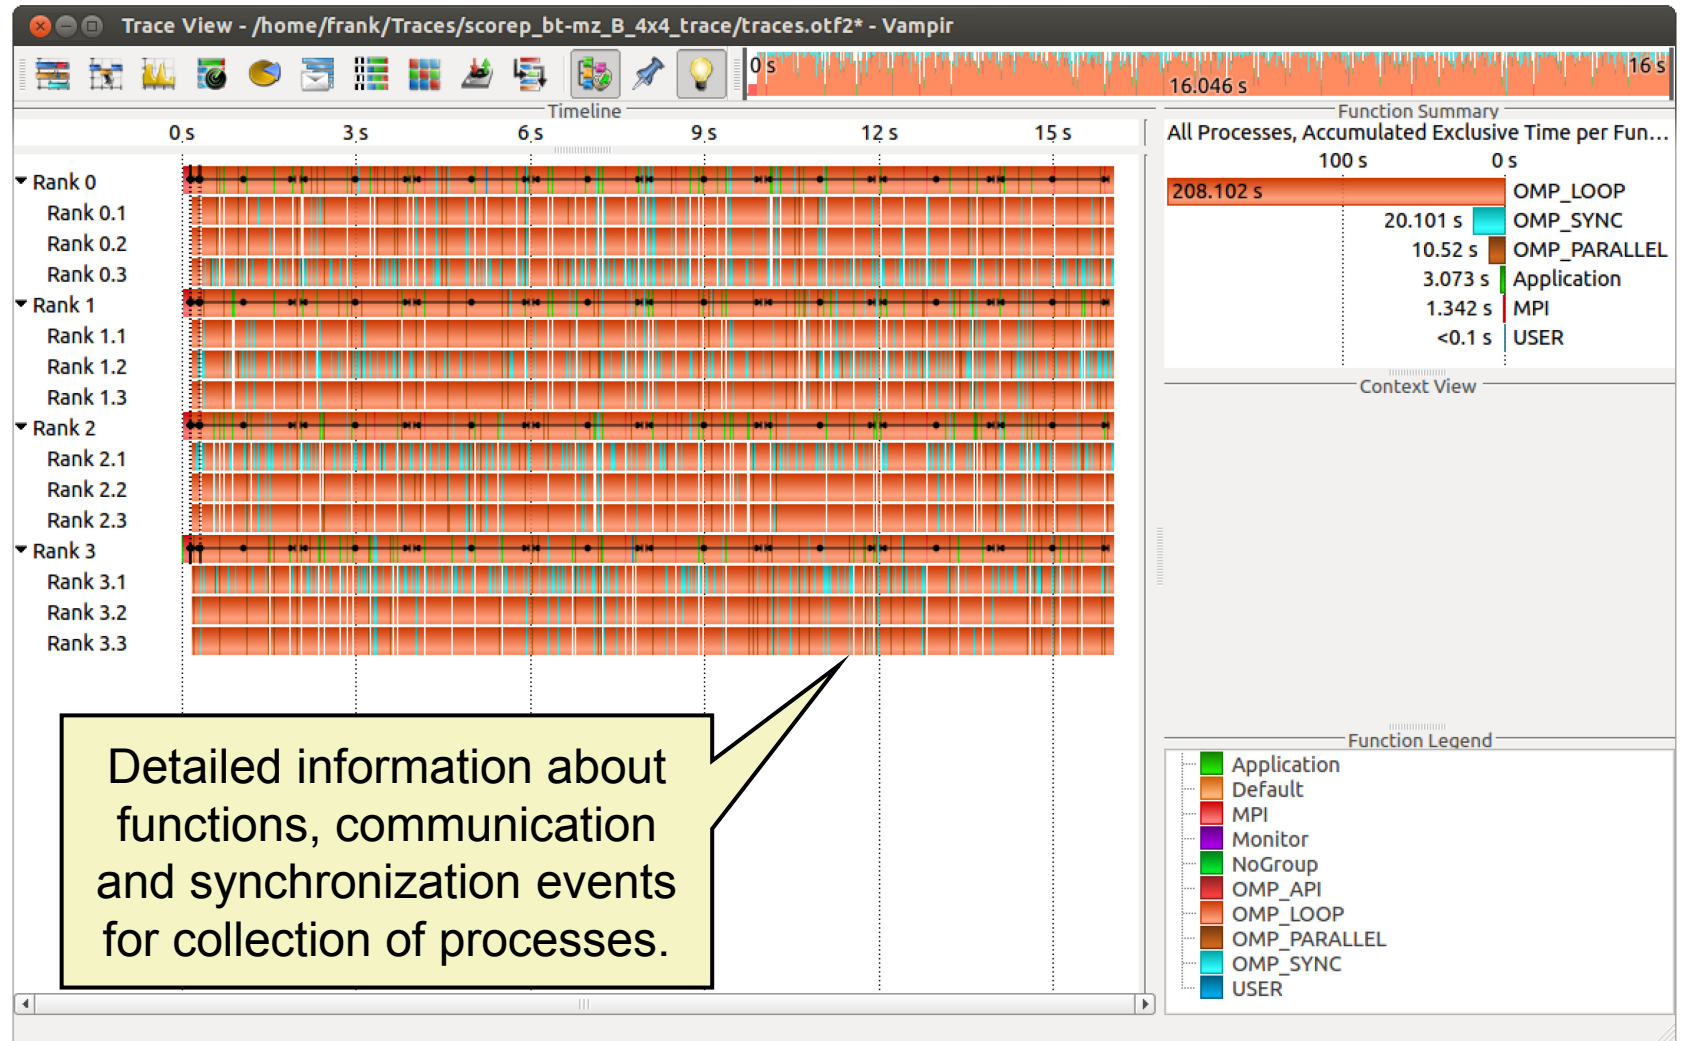 Trace View - /home/frank/Traces/scorep_bt-mz_B_4x4_trace/traces.otf2* - Vampir
0 s
16 s
16.046 s
Timeline
0 s 3 s 6 s 9 s 12 s 15 s
Rank 0
Rank 0.1
Rank 0.2
Rank 0.3
Rank 1
Rank 1.1
Rank 1.2
Rank 1.3
Rank 2
Rank 2.1
Rank 2.2
Rank 2.3
Rank 3
Rank 3.1
Rank 3.2
Rank 3.3
Detailed information about
functions, communication
and synchronization events
for collection of processes.
Function Summary
All Processes, Accumulated Exclusive Time per Fun...
100 s 0 s
208.102 s OMP_LOOP
20.101 s OMP_SYNC
10.52 s OMP_PARALLEL
3.073 s Application
1.342 s MPI
<0.1 s USER
Context View
Function Legend
Application
Default
MPI
Monitor
NoGroup
OMP_API
OMP_LOOP
OMP_PARALLEL
OMP_SYNC
USER